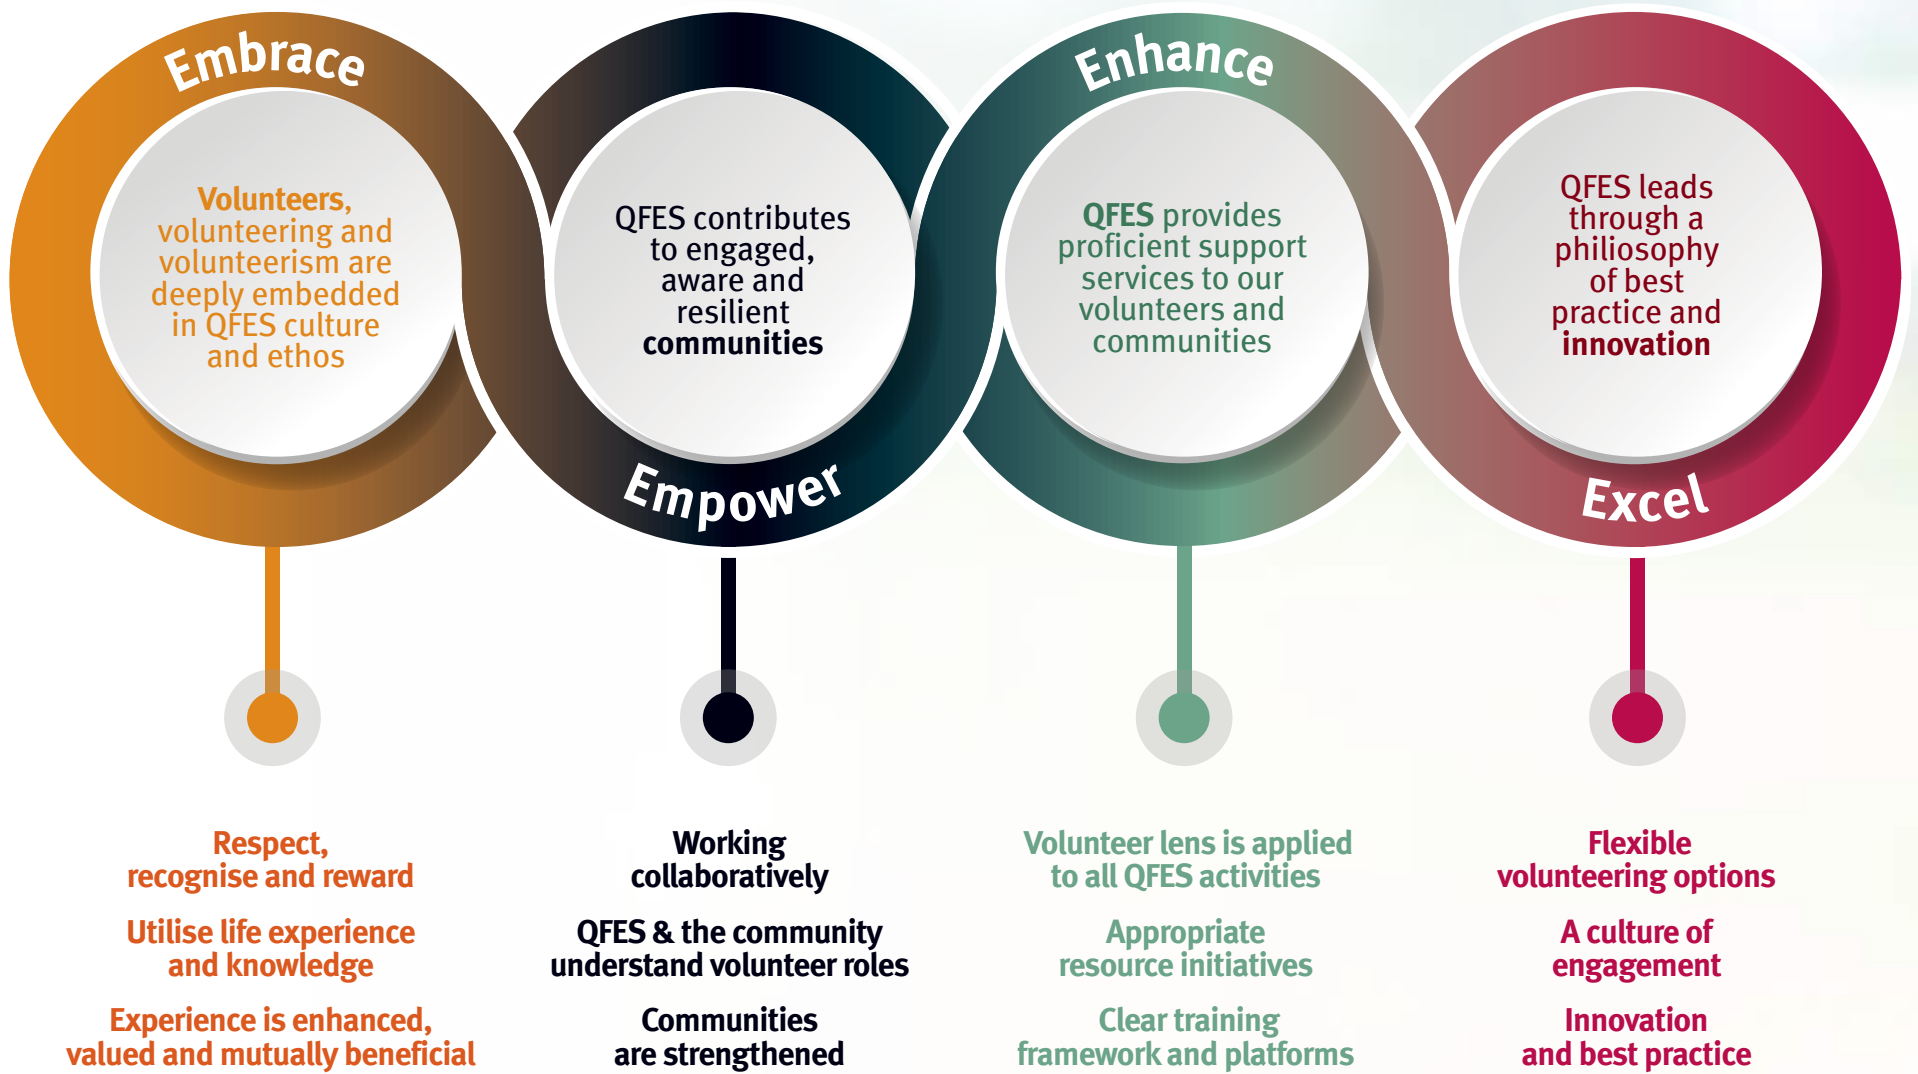 Embrace
Volunteers,
volunteering and
volunteerism are
deeply embedded
in QFES culture
and ethos
QFES contributes
to engaged,
aware and
resilient
communities
Empower
Enhance
QFES provides
proficient support
services to our
volunteers and
communities
QFES leads
through a
philiosophy
of best
practice and
innovation
Excel
Respect,
recognise and reward
Utilise life experience
and knowledge
Experience is enhanced,
valued and mutually beneficial
Working
collaboratively
QFES & the community
understand volunteer roles
Communities
are strengthened
Volunteer lens is applied
to all QFES activities
Appropriate
resource initiatives
Clear training
framework and platforms
Flexible
volunteering options
A culture of
engagement
Innovation
and best practice